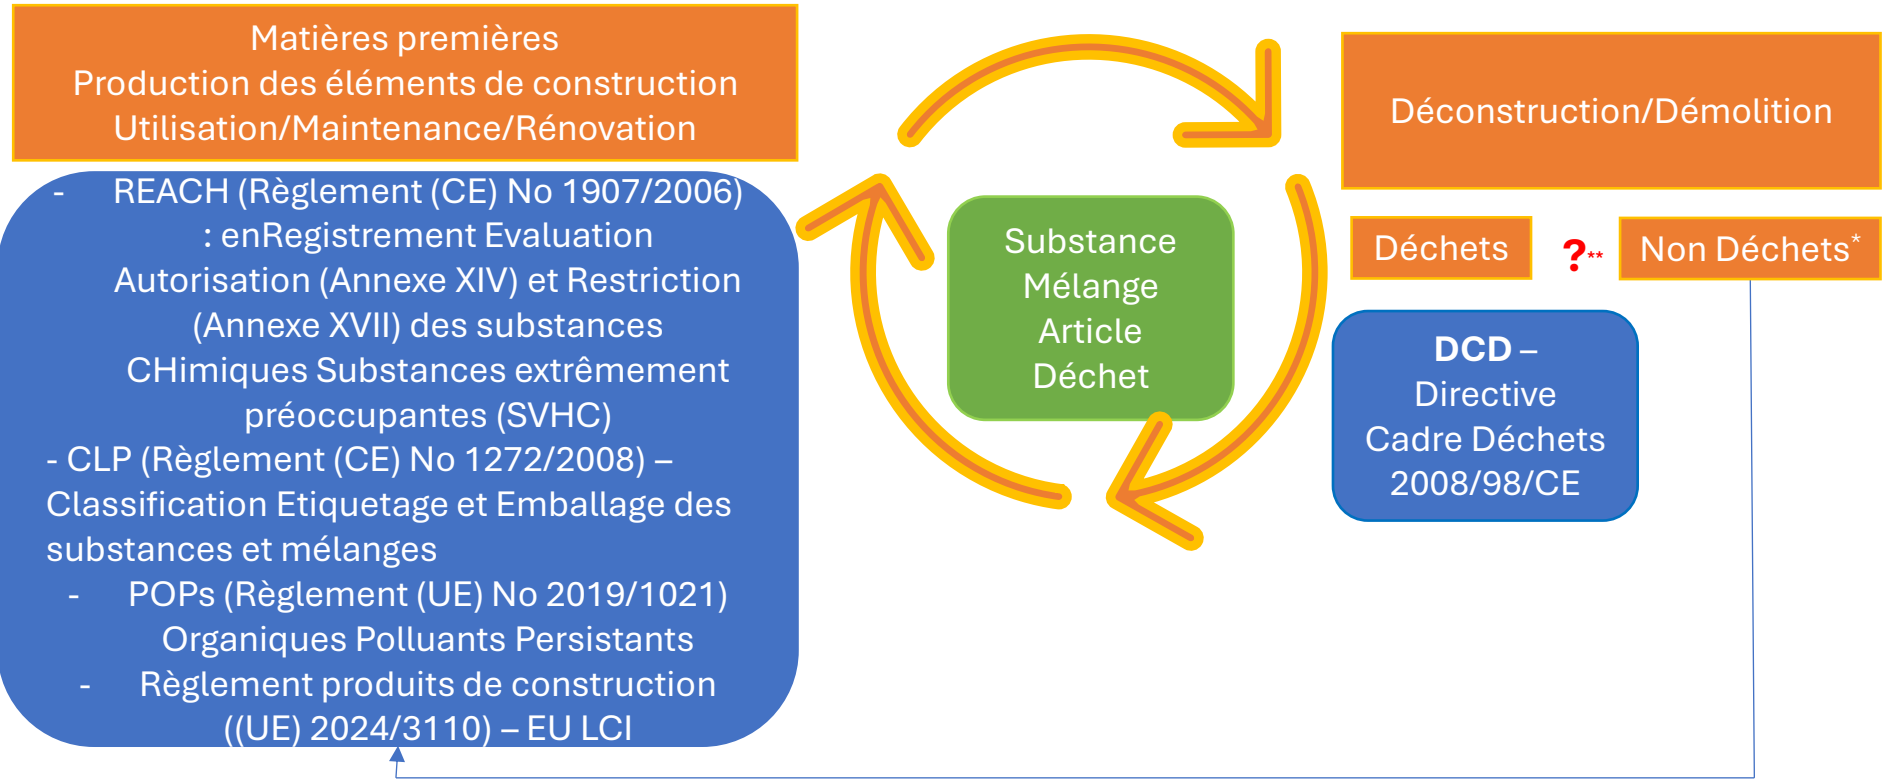 Matières premières
Production des éléments de construction
Utilisation/Maintenance/Rénovation
- REACH (Règlement (CE) No 1907/2006)
: enRegistrement Evaluation
Autorisation (Annexe XIV) et Restriction
(Annexe XVII) des substances
CHimiques Substances extrêmement
préoccupantes (SVHC)
- CLP (Règlement (CE) No 1272/2008) –
Classification Etiquetage et Emballage des
substances et mélanges
- POPs (Règlement (UE) No 2019/1021)
Organiques Polluants Persistants
- Règlement produits de construction
((UE) 2024/3110) – EU LCI
Substance
Mélange
Article
Déchet
Déconstruction/Démolition
Déchets
?**
Non Déchets*
DCD –
Directive
Cadre Déchets
2008/98/CE